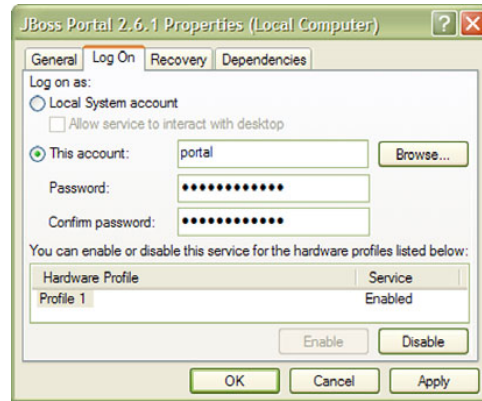 JBoss Portal 2.6.1 Properties (Local Computer)
General Log On Recovery Dependencies
Log on as:
Local System account
Allow service to interact with desktop
This account: portal Browse...
Password: ••••••••••••
Confirm password: ••••••••••••
You can enable or disable this service for the hardware profiles listed below:
Hardware Profile Service
Profile 1 Enabled
Enable Disable
OK Cancel Apply